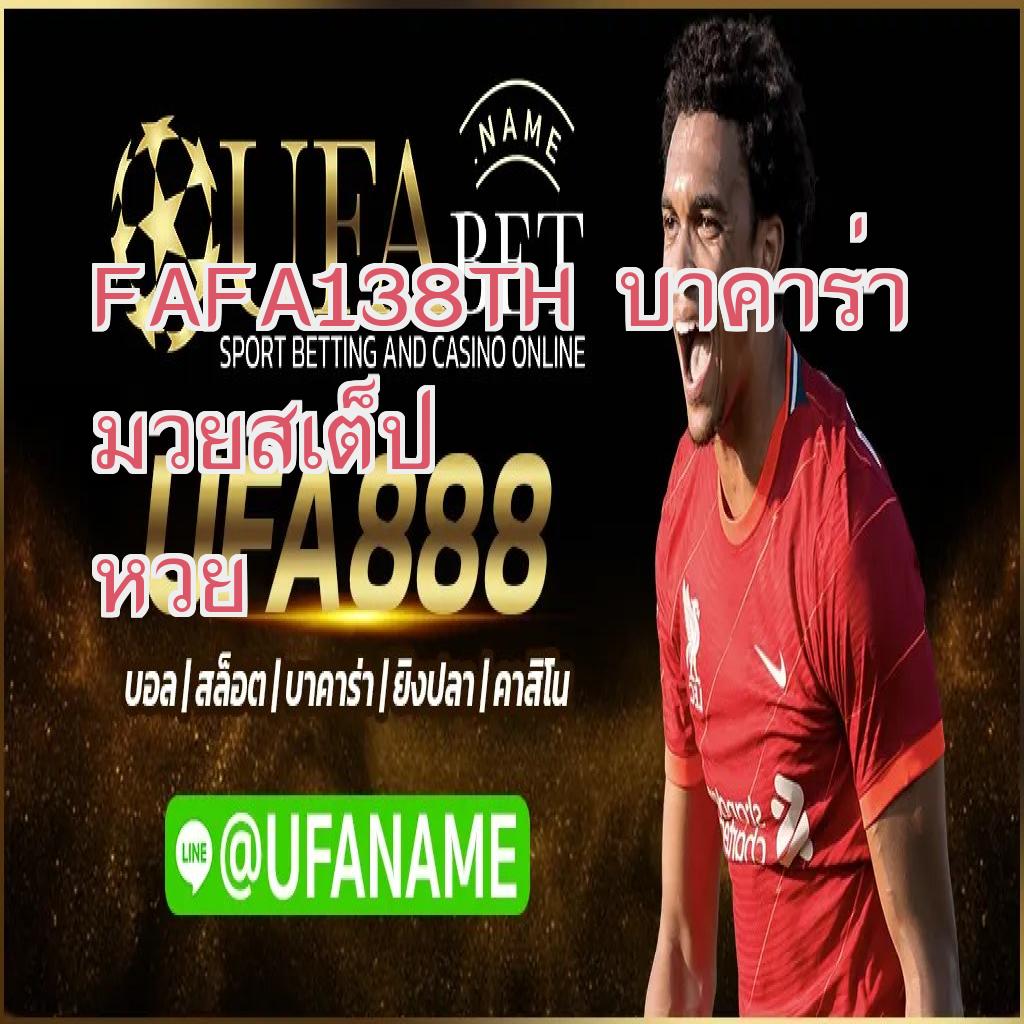 .NAME
UFABET
FAFA138TH บาคาร่า
SPORT BETTING AND CASINO ONLINE
มวยสเต็ป
UFA888
หวย
บอล | สล็อต | บาคาร่า | ยิงปลา | คาสิโน
LINE @UFANAME